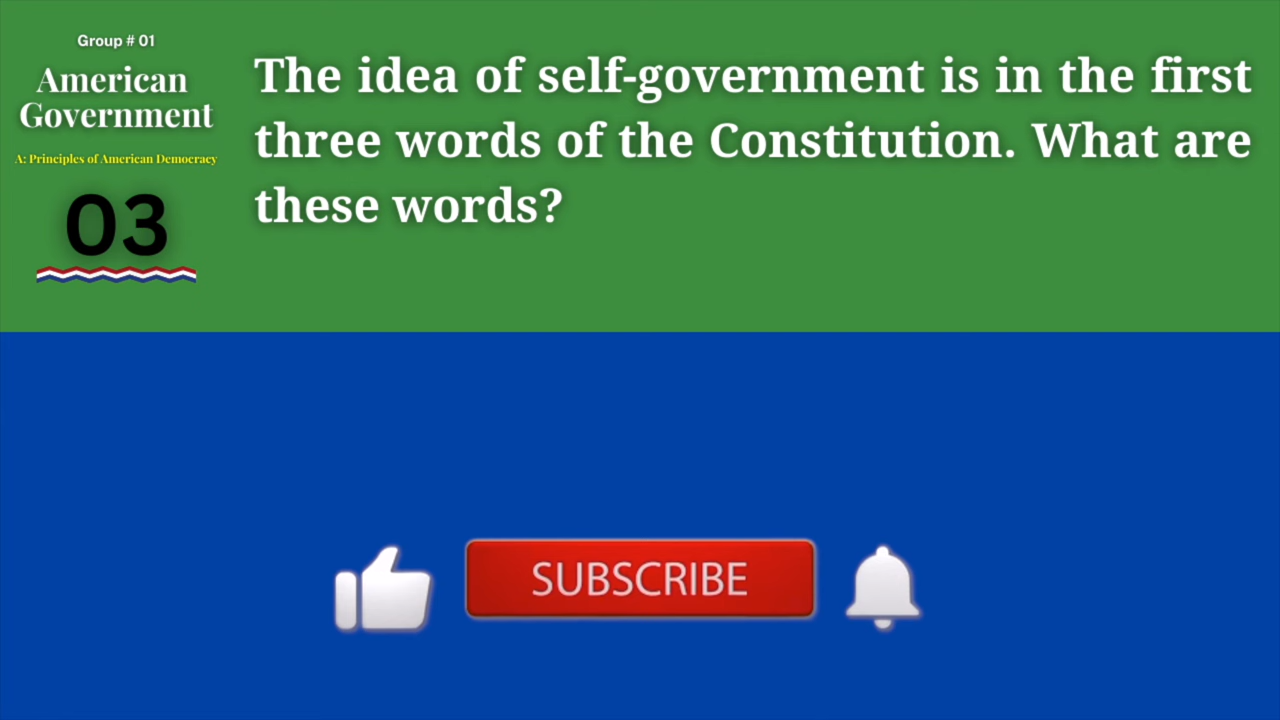 Group # 01
American
Government
A: Principles of American Democracy
03
The idea of self-government is in the first
three words of the Constitution. What are
these words?
SUBSCRIBE